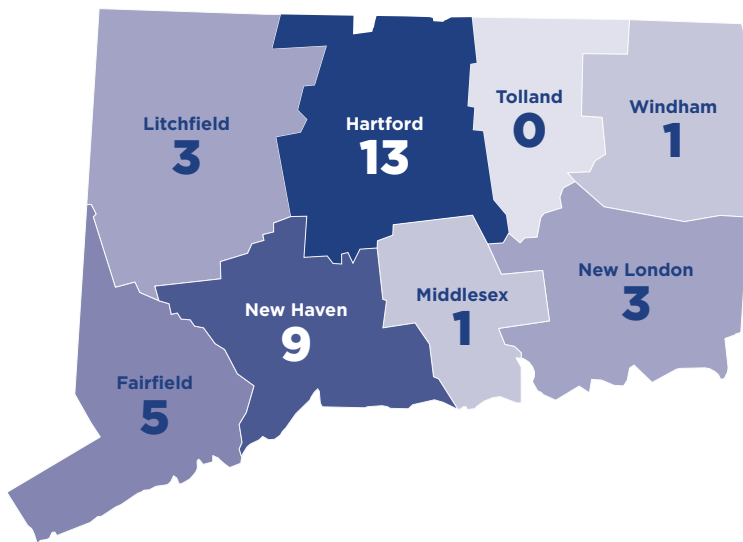 Litchfield
3
Hartford
13
Tolland
0
Windham
1
New London
3
Middlesex
1
New Haven
9
Fairfield
5